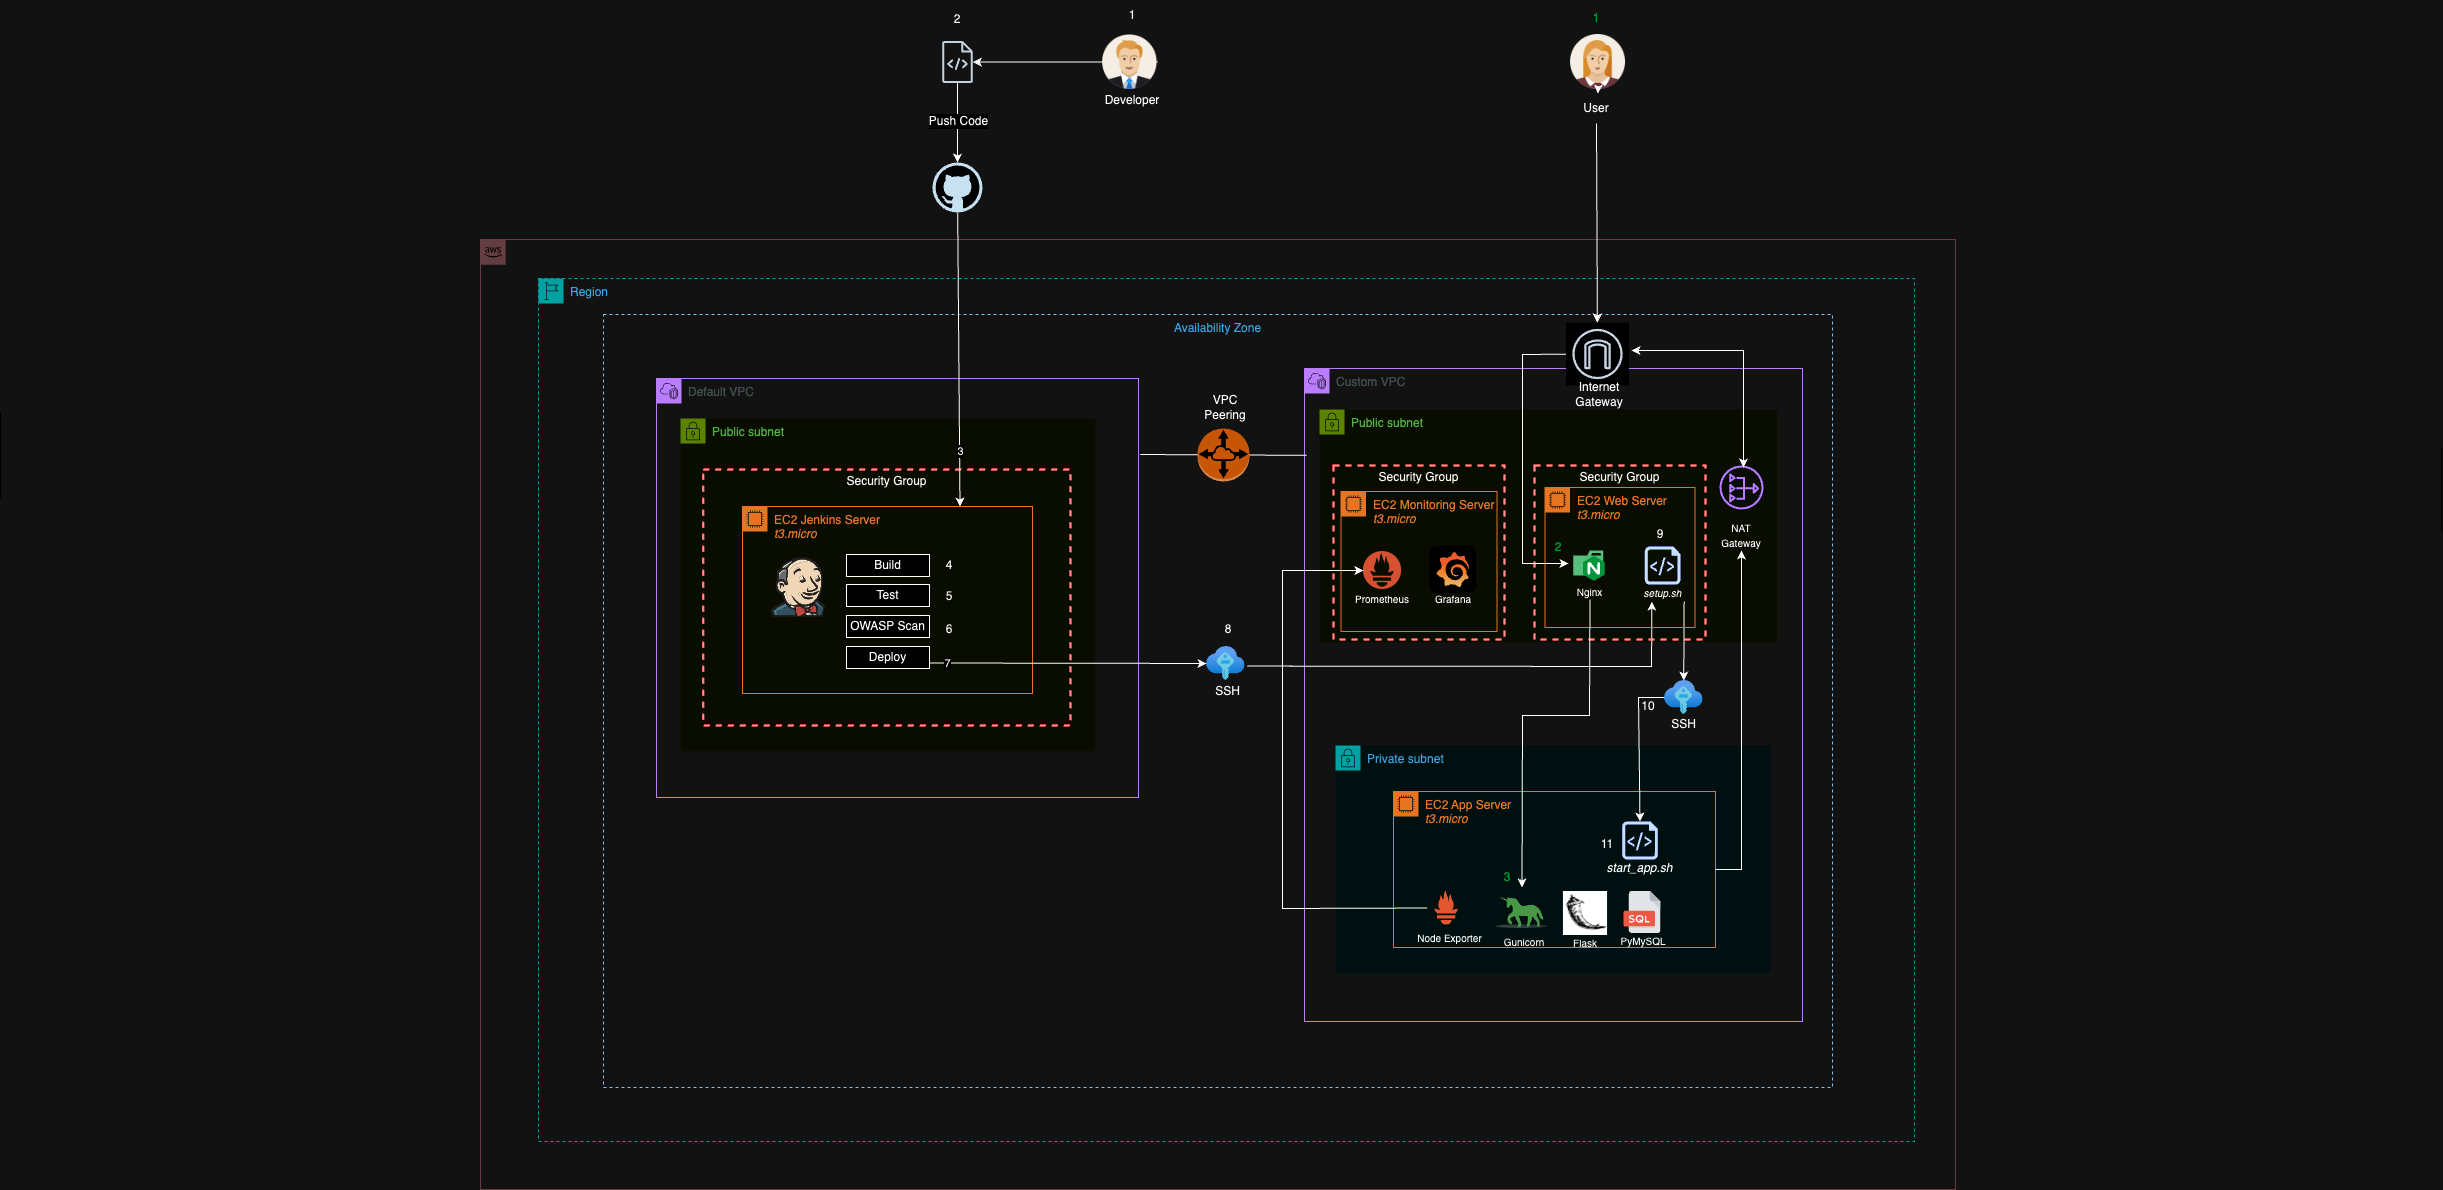 2
1
1
Developer
User
Push Code
aws
Region
Availability Zone
Default VPC
VPC
Peering
Custom VPC
Internet
Gateway
Public subnet
Public subnet
3
Security Group
Security Group
Security Group
EC2 Jenkins Server
t3.micro
EC2 Monitoring Server
t3.micro
EC2 Web Server
t3.micro
NAT
Gateway
Build
4
Test
5
OWASP Scan
6
Deploy
7
Prometheus
Grafana
2
N
Nginx
9
setup.sh
8
SSH
10
SSH
Private subnet
EC2 App Server
t3.micro
11
start_app.sh
3
SQL
Node Exporter
Gunicorn
Flask
PyMySQL